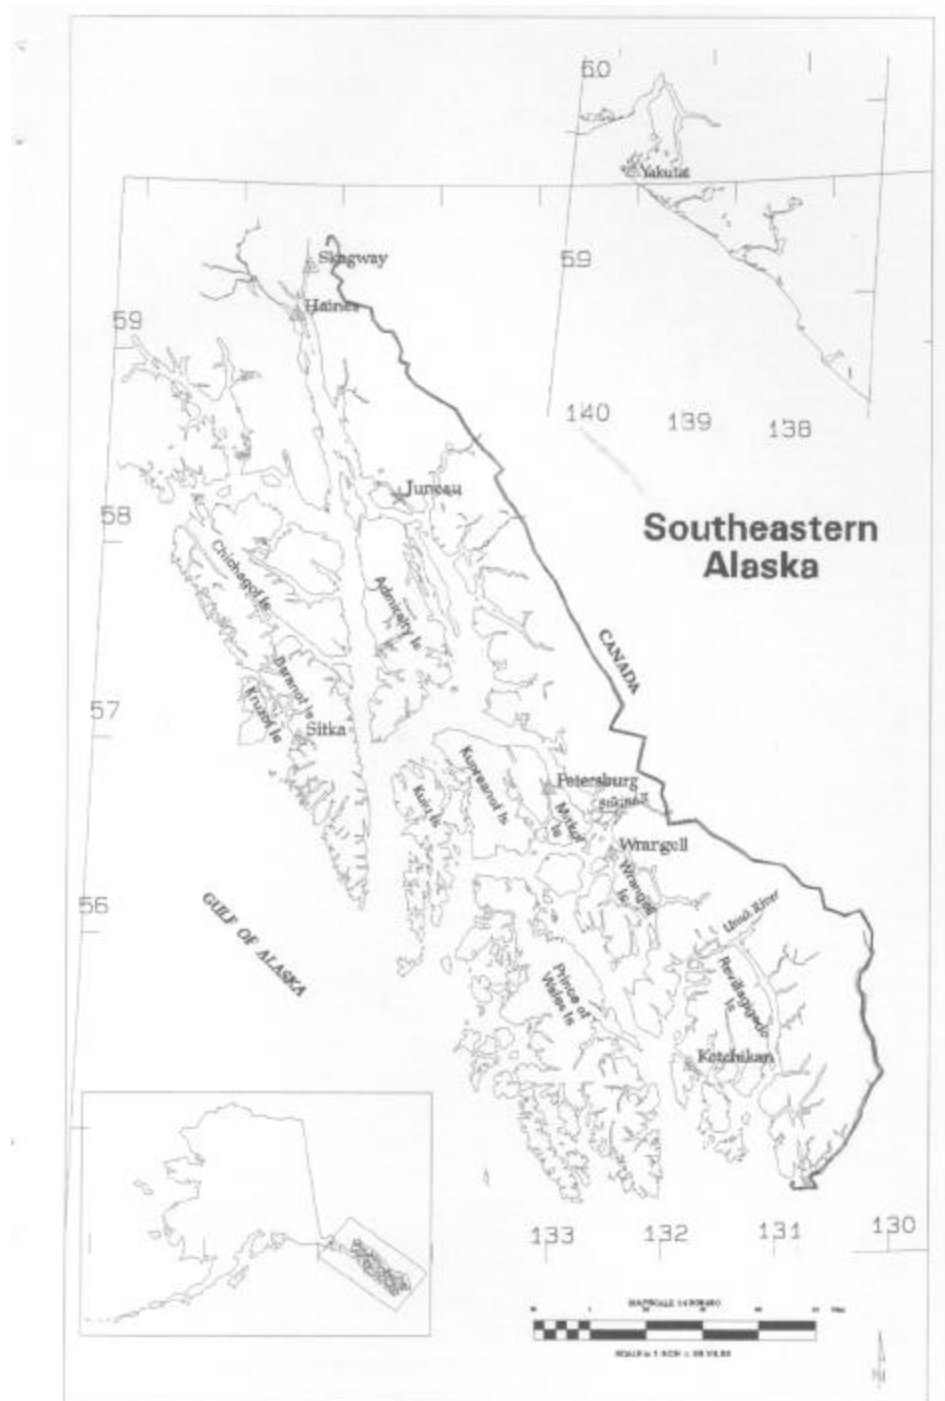 60
Yakutat
59
140
139
138
Skagway
Haines
59
Juneau
58
Southeastern
Alaska
Chichagof Is
Admiralty Is
CANADA
Baranof Is
Kruzof Is
57
Sitka
Kupreanof Is
Petersburg
Kuiu Is
Mitkof
Is
Wrangell
Wrangell
Is
56
GULF OF ALASKA
Unuk River
Revillagigedo
Is
Prince of
Wales Is
Ketchikan
133
132
131
130
N